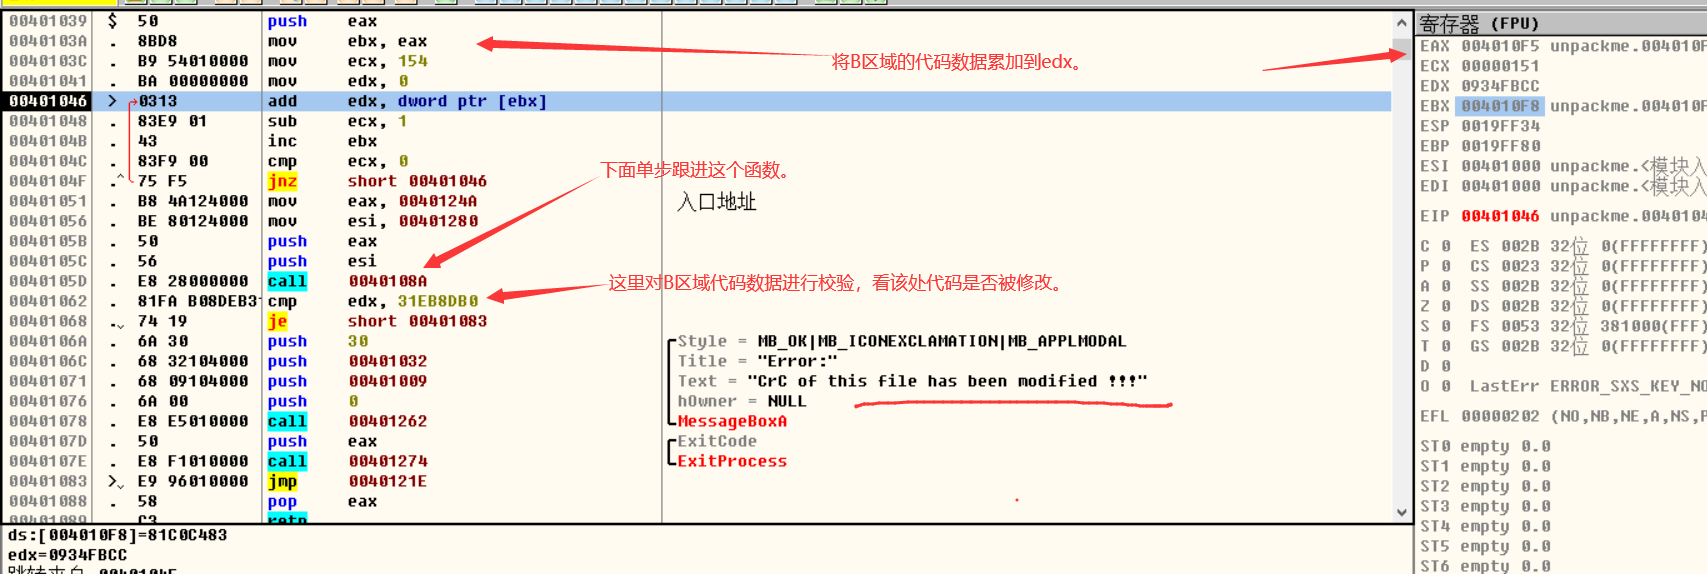 00401039 $ 50 push eax
0040103A . 8BD8 mov ebx, eax
0040103C . B9 54010000 mov ecx, 154
将B区域的代码数据累加到edx。
00401041 . BA 00000000 mov edx, 0
00401046 > 0313 add edx, dword ptr [ebx]
00401048 . 83E9 01 sub ecx, 1
0040104B . 43 inc ebx
0040104C . 83F9 00 cmp ecx, 0
下面单步跟进这个函数。
0040104F .^ 75 F5 jnz short 00401046
00401051 . B8 4A124000 mov eax, 0040124A
入口地址
00401056 . BE 80124000 mov esi, 00401280
0040105B . 50 push eax
0040105C . 56 push esi
0040105D . E8 28000000 call 0040108A
这里对B区域代码数据进行校验，看该处代码是否被修改。
00401062 . 81FA B08DEB3 cmp edx, 31EB8DB0
00401068 . 74 19 je short 00401083
0040106A . 6A 30 push 30 Style = MB_OK|MB_ICONEXCLAMATION|MB_APPLMODAL
0040106C . 68 32104000 push 00401032 Title = "Error:"
00401071 . 68 09104000 push 00401009 Text = "CrC of this file has been modified !!!"
00401076 . 6A 00 push 0 hOwner = NULL
00401078 . E8 E5010000 call 00401262 MessageBoxA
0040107D . 50 push eax ExitCode
0040107E . E8 F1010000 call 00401274 ExitProcess
00401083 > E9 96010000 jmp 0040121E
00401088 . 58 pop eax
00401089 . C3 retn
ds:[004010F8]=81C0C483
edx=0934FBCC
跳转来自 0040104F
寄存器 (FPU)
EAX 004010F5 unpackme.004010F
ECX 00000151
EDX 0934FBCC
EBX 004010F8 unpackme.004010F
ESP 0019FF34
EBP 0019FF80
ESI 00401000 unpackme.<模块入
EDI 00401000 unpackme.<模块入
EIP 00401046 unpackme.0040104
C 0 ES 002B 32位 0(FFFFFFFF)
P 0 CS 0023 32位 0(FFFFFFFF)
A 0 SS 002B 32位 0(FFFFFFFF)
Z 0 DS 002B 32位 0(FFFFFFFF)
S 0 FS 0053 32位 381000(FFF)
T 0 GS 002B 32位 0(FFFFFFFF)
D 0
O 0 LastErr ERROR_SXS_KEY_NO
EFL 00000202 (NO,NB,NE,A,NS,P
ST0 empty 0.0
ST1 empty 0.0
ST2 empty 0.0
ST3 empty 0.0
ST4 empty 0.0
ST5 empty 0.0
ST6 empty 0.0